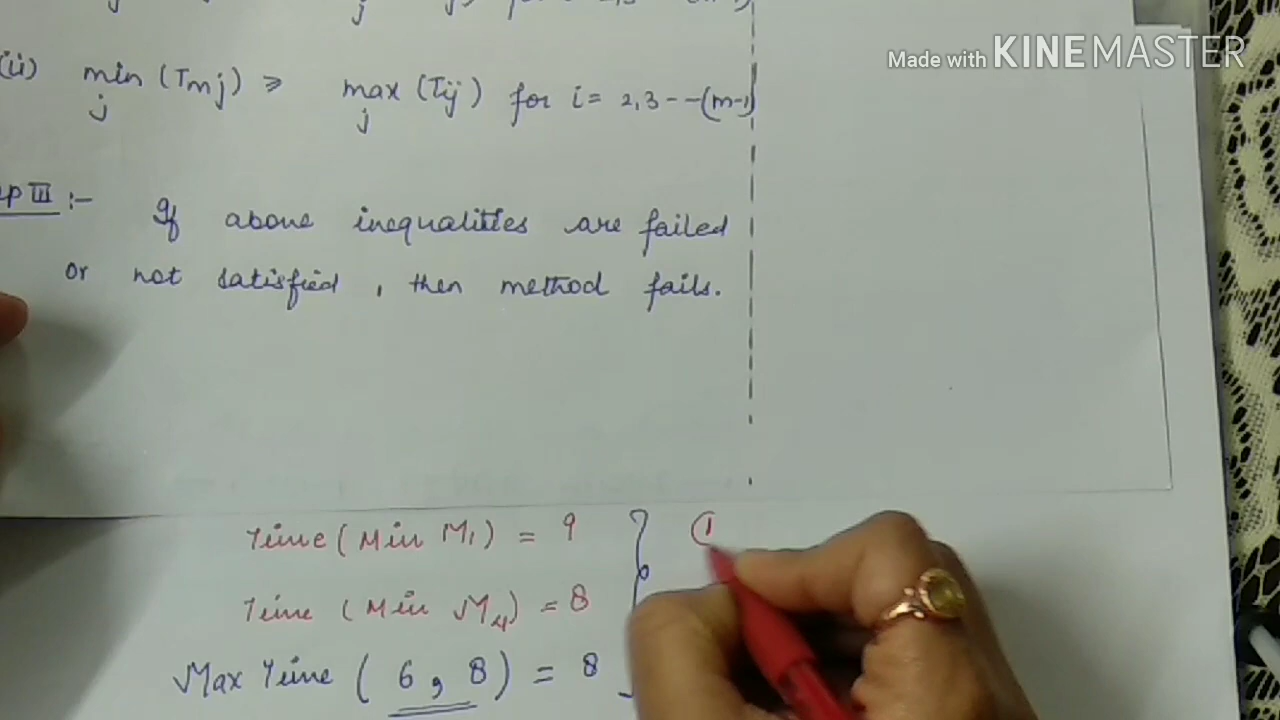 Made with KINEMASTER
(ii) min (Tmj) ≥ max (Tij) for i = 2,3 - - (m-1)
j j
III :- If above inequalities are failed
or not satisfied, then method fails.
Time (Min M1) = 9 ①
Time (Min M4) = 8
Max Time ( 6 , 8 ) = 8